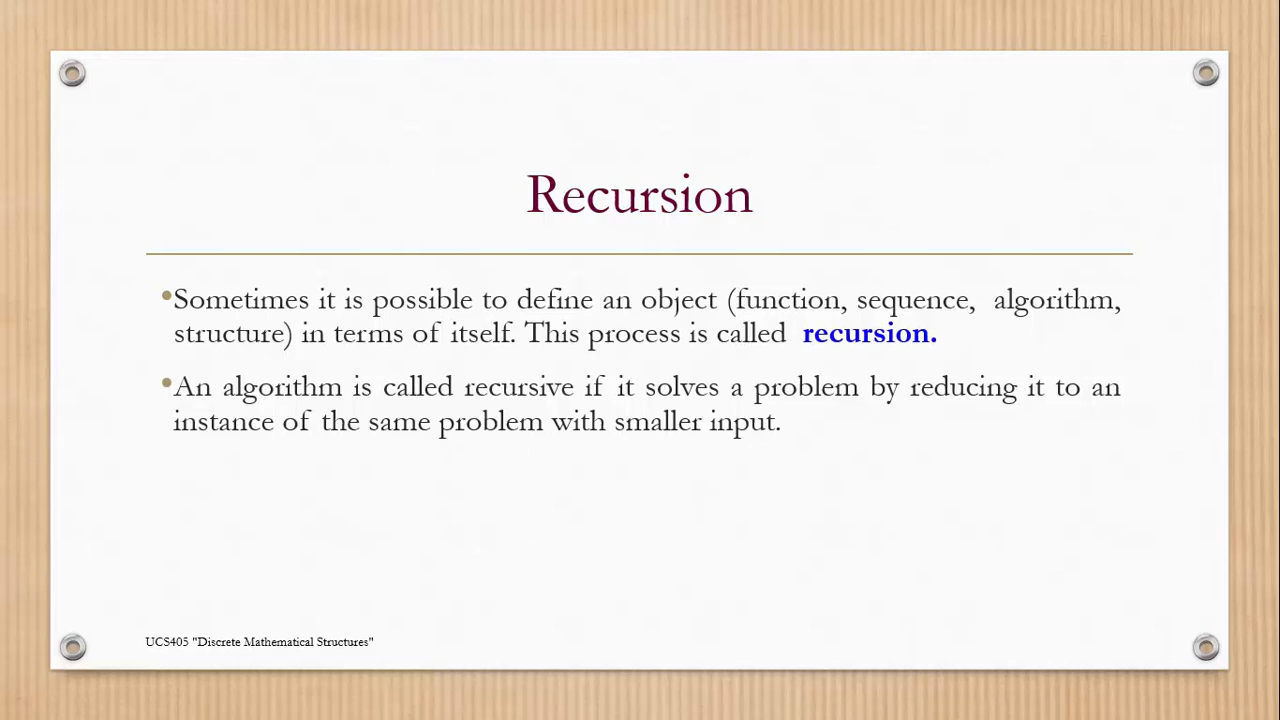 Recursion
•Sometimes it is possible to define an object (function, sequence, algorithm,
structure) in terms of itself. This process is called recursion.
•An algorithm is called recursive if it solves a problem by reducing it to an
instance of the same problem with smaller input.
UCS405 "Discrete Mathematical Structures"